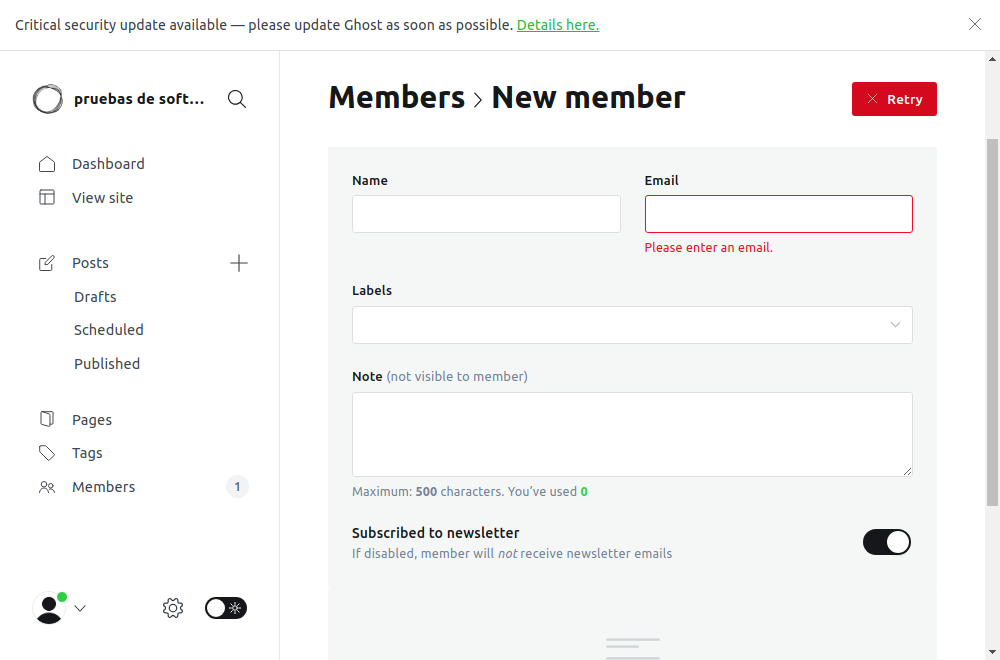 Critical security update available — please update Ghost as soon as possible. Details here.
pruebas de soft...
Members > New member
Retry
Dashboard
View site
Posts
Drafts
Scheduled
Published
Pages
Tags
Members 1
Name
Email
Please enter an email.
Labels
Note (not visible to member)
Maximum: 500 characters. You’ve used 0
Subscribed to newsletter
If disabled, member will not receive newsletter emails